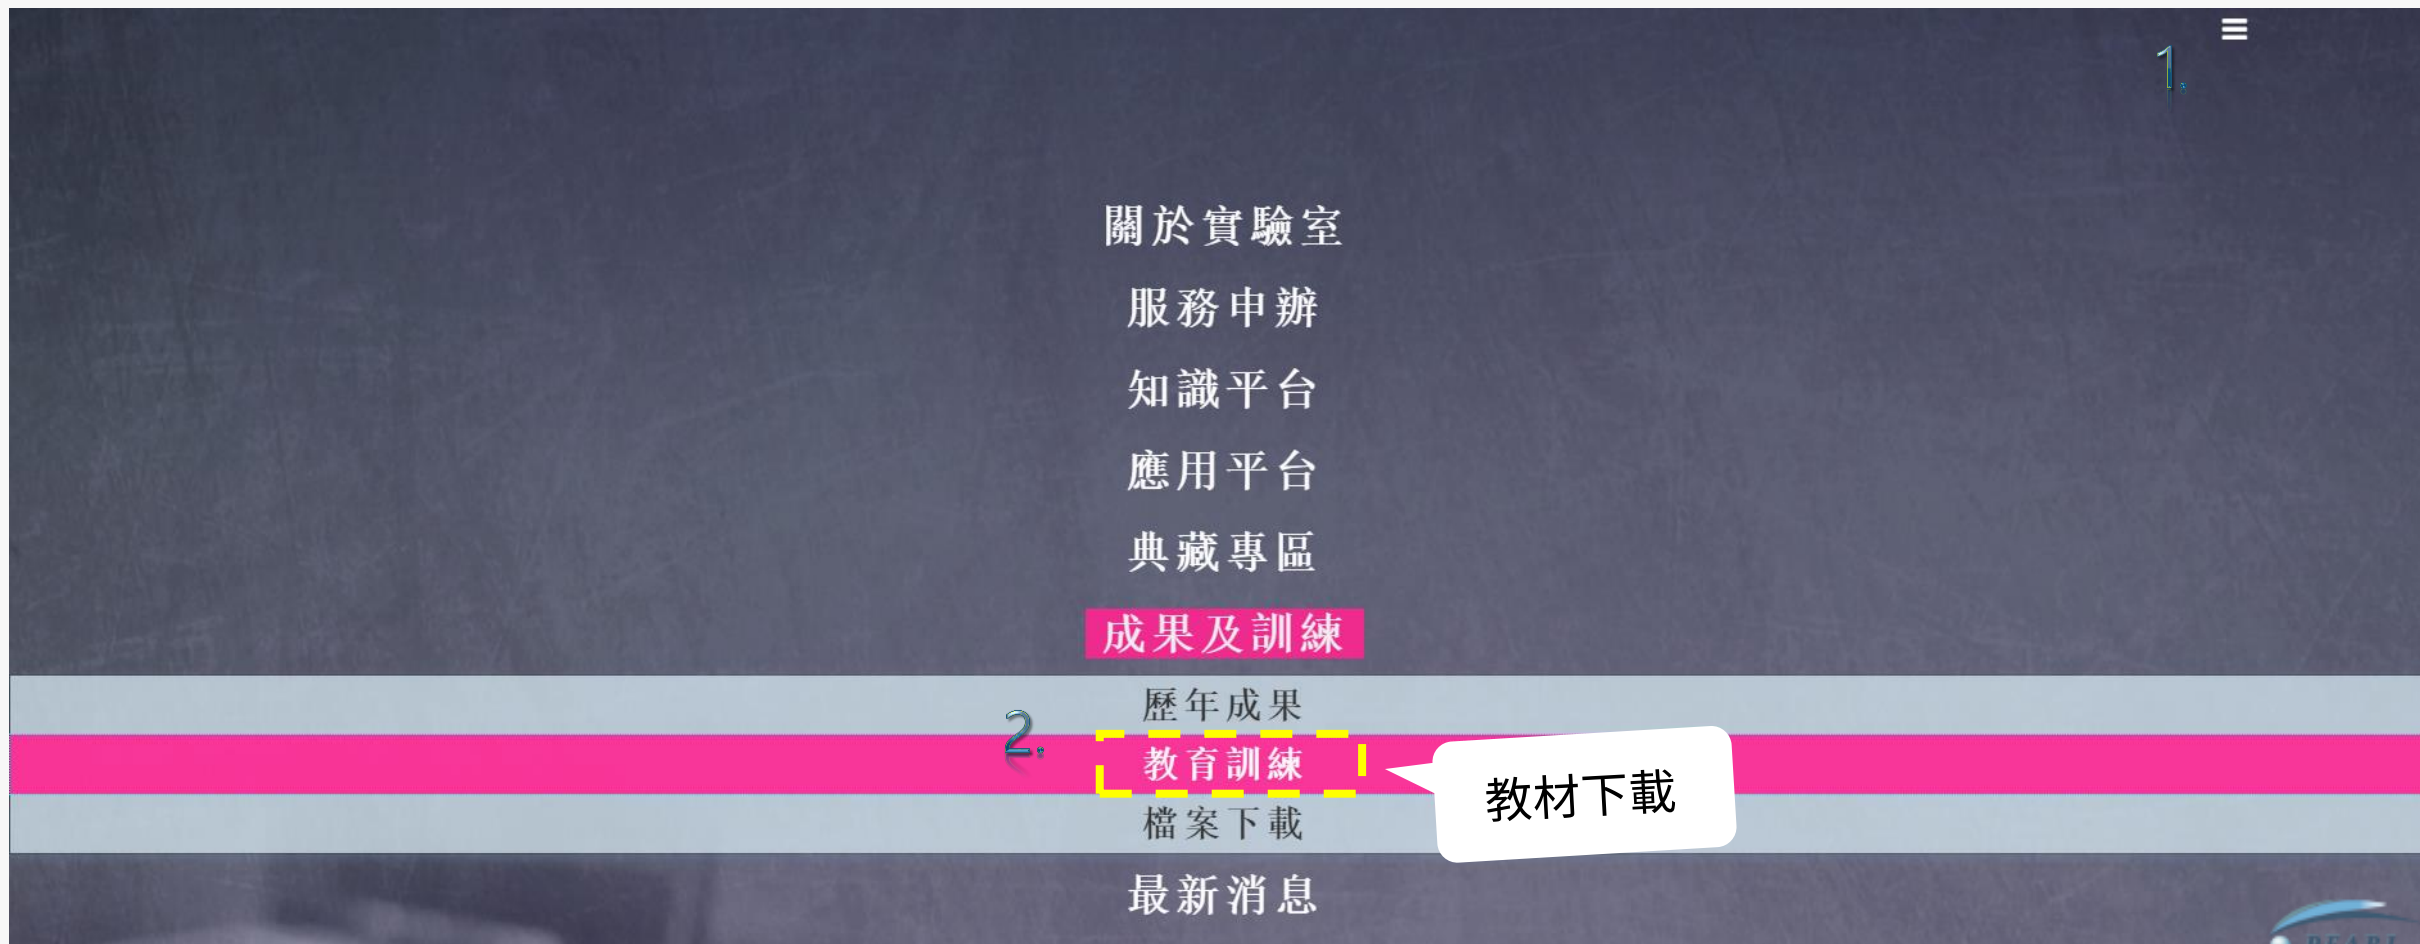 1.
關於實驗室
服務申辦
知識平台
應用平台
典藏專區
成果及訓練
歷年成果
2.
教育訓練
教材下載
檔案下載
最新消息